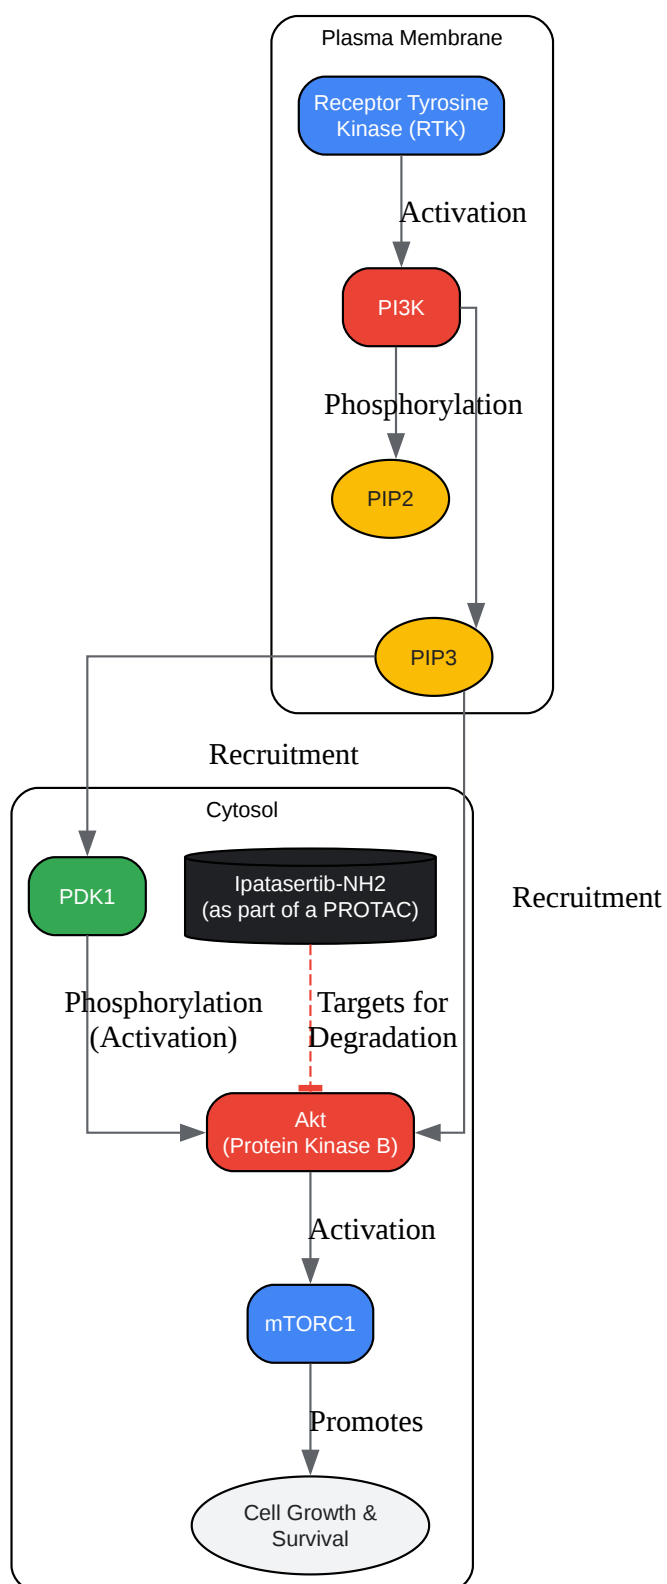 Plasma Membrane
Receptor Tyrosine
Kinase (RTK)
Activation
PI3K
Phosphorylation
PIP2
PIP3
Recruitment
Cytosol
PDK1
Ipatasertib-NH2
(as part of a PROTAC)
Recruitment
Phosphorylation
(Activation)
Targets for
Degradation
Akt
(Protein Kinase B)
Activation
mTORC1
Promotes
Cell Growth &
Survival